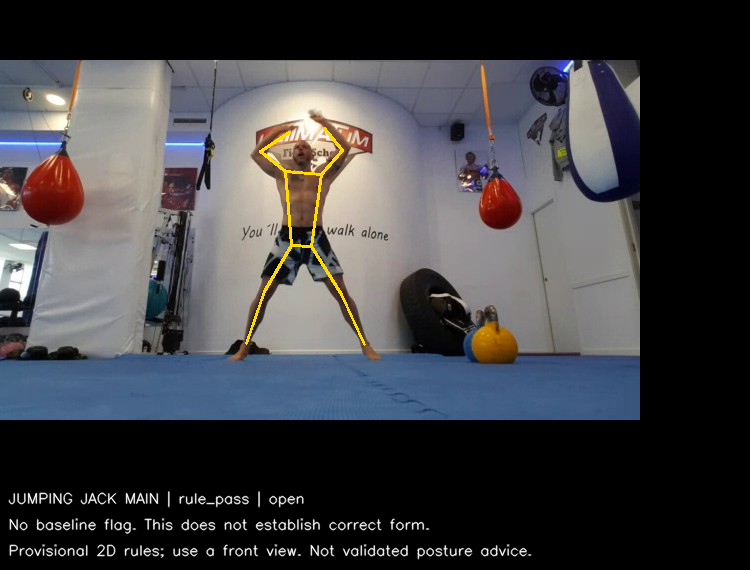 You'll walk alone
JUMPING JACK MAIN | rule_pass | open
No baseline flag. This does not establish correct form.
Provisional 2D rules; use a front view. Not validated posture advice.